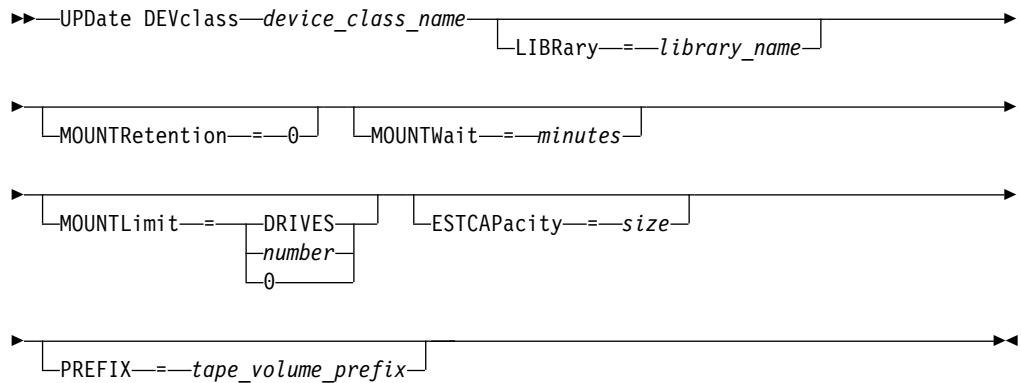 UPDate DEVclass device_class_name
LIBRary = library_name
MOUNTRetention = 0 MOUNTWait = minutes
MOUNTLimit = DRIVES ESTCAPacity = size
number
0
PREFIX = tape_volume_prefix